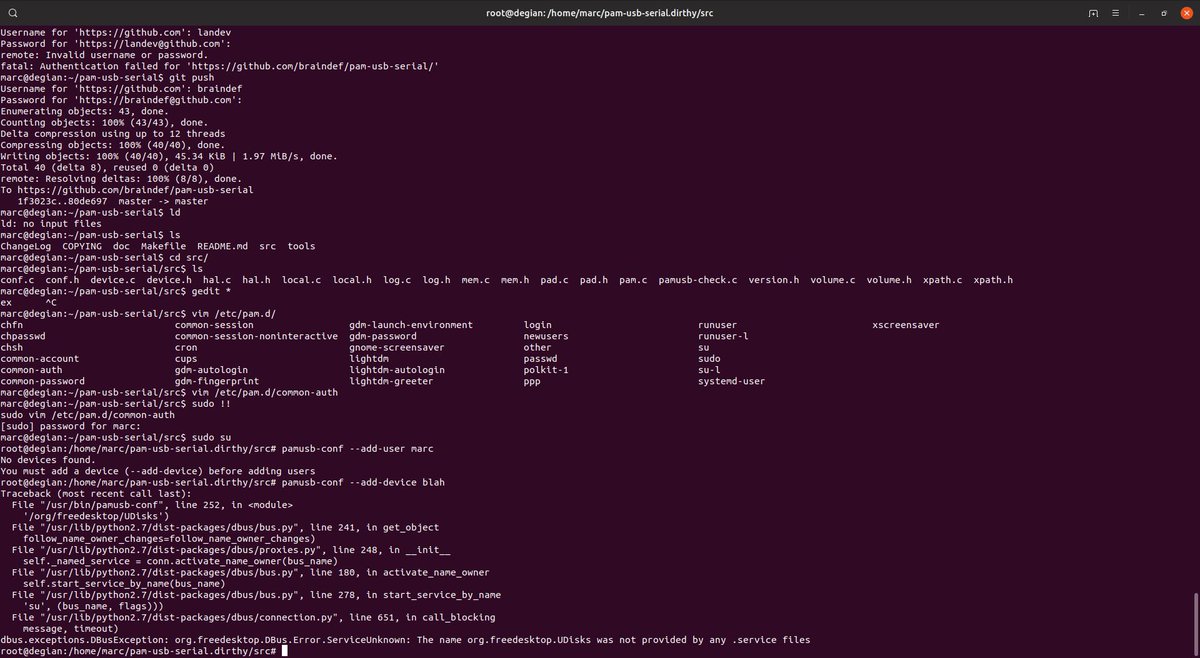 root@degian: /home/marc/pam-usb-serial.dirthy/src
Username for 'https://github.com': landev
Password for 'https://landev@github.com':
remote: Invalid username or password.
fatal: Authentication failed for 'https://github.com/braindef/pam-usb-serial/'
marc@degian:~/pam-usb-serial$ git push
Username for 'https://github.com': braindef
Password for 'https://braindef@github.com':
Enumerating objects: 43, done.
Counting objects: 100% (43/43), done.
Delta compression using up to 12 threads
Compressing objects: 100% (40/40), done.
Writing objects: 100% (40/40), 45.34 KiB | 1.97 MiB/s, done.
Total 40 (delta 8), reused 0 (delta 0)
remote: Resolving deltas: 100% (8/8), done.
To https://github.com/braindef/pam-usb-serial
   1f3023c..80de697  master -> master
marc@degian:~/pam-usb-serial$ ld
ld: no input files
marc@degian:~/pam-usb-serial$ ls
ChangeLog  COPYING  doc  Makefile  README.md  src  tools
marc@degian:~/pam-usb-serial$ cd src/
marc@degian:~/pam-usb-serial/src$ ls
conf.c  conf.h  device.c  device.h  hal.c  hal.h  local.c  local.h  log.c  log.h  mem.c  mem.h  pad.c  pad.h  pam.c  pamusb-check.c  version.h  volume.c  volume.h  xpath.c  xpath.h
marc@degian:~/pam-usb-serial/src$ gedit *
ex      ^C
marc@degian:~/pam-usb-serial/src$ vim /etc/pam.d/
chfn                          common-session                gdm-launch-environment        login                         runuser                       xscreensaver
chpasswd                      common-session-noninteractive gdm-password                  newusers                      runuser-l
chsh                          cron                          gnome-screensaver             other                         su
common-account                cups                          lightdm                       passwd                        sudo
common-auth                   gdm-autologin                 lightdm-autologin             polkit-1                      su-l
common-password               gdm-fingerprint               lightdm-greeter               ppp                           systemd-user
marc@degian:~/pam-usb-serial/src$ vim /etc/pam.d/common-auth
marc@degian:~/pam-usb-serial/src$ sudo !!
sudo vim /etc/pam.d/common-auth
[sudo] password for marc:
marc@degian:~/pam-usb-serial/src$ sudo su
root@degian:/home/marc/pam-usb-serial.dirthy/src# pamusb-conf --add-user marc
No devices found.
You must add a device (--add-device) before adding users
root@degian:/home/marc/pam-usb-serial.dirthy/src# pamusb-conf --add-device blah
Traceback (most recent call last):
  File "/usr/bin/pamusb-conf", line 252, in <module>
    '/org/freedesktop/UDisks')
  File "/usr/lib/python2.7/dist-packages/dbus/bus.py", line 241, in get_object
    follow_name_owner_changes=follow_name_owner_changes)
  File "/usr/lib/python2.7/dist-packages/dbus/proxies.py", line 248, in __init__
    self._named_service = conn.activate_name_owner(bus_name)
  File "/usr/lib/python2.7/dist-packages/dbus/bus.py", line 180, in activate_name_owner
    self.start_service_by_name(bus_name)
  File "/usr/lib/python2.7/dist-packages/dbus/bus.py", line 278, in start_service_by_name
    'su', (bus_name, flags)))
  File "/usr/lib/python2.7/dist-packages/dbus/connection.py", line 651, in call_blocking
    message, timeout)
dbus.exceptions.DBusException: org.freedesktop.DBus.Error.ServiceUnknown: The name org.freedesktop.UDisks was not provided by any .service files
root@degian:/home/marc/pam-usb-serial.dirthy/src#